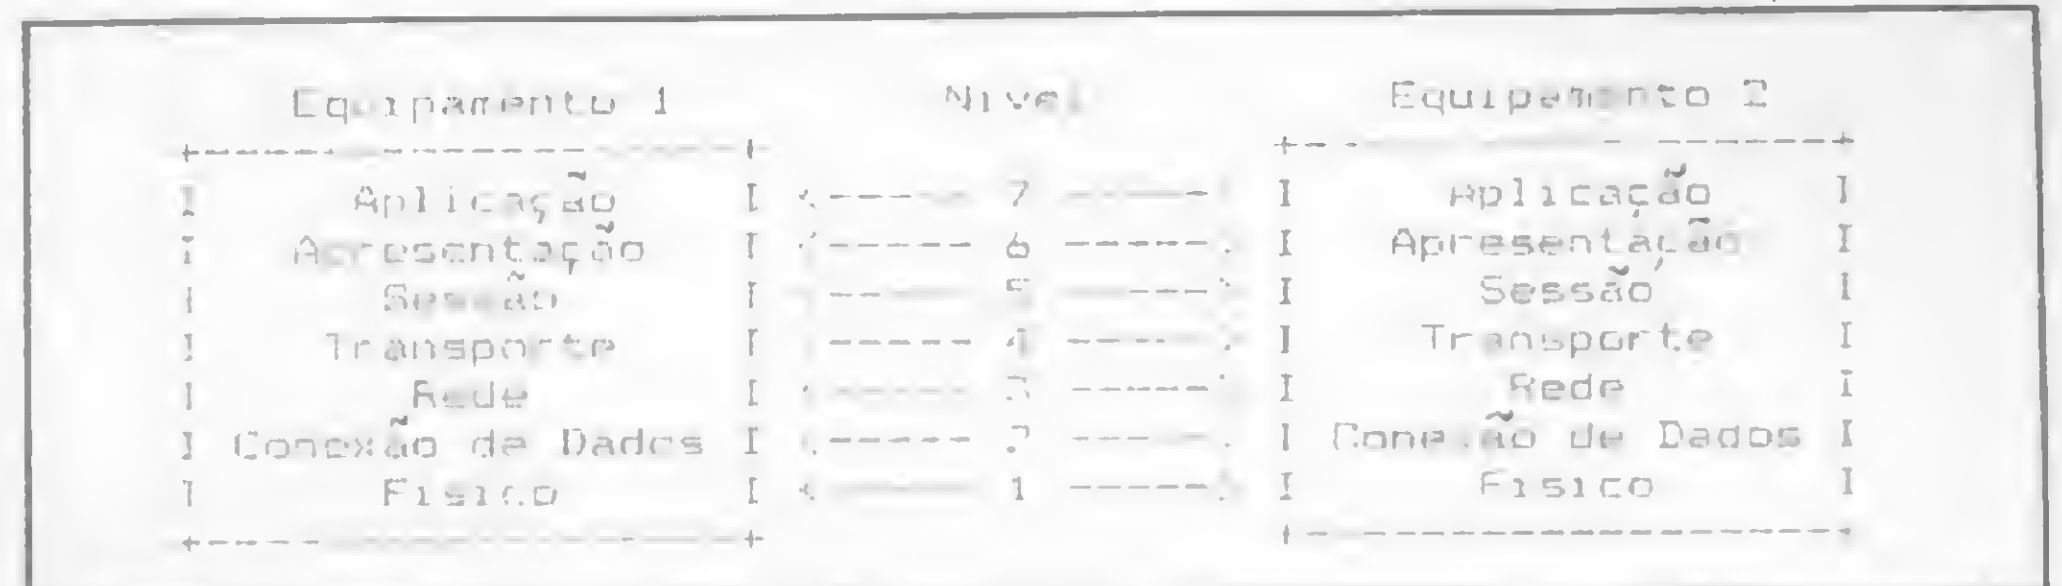 Equipamento 1 Nivel Equipamento 2
+--------------------+ +--------------------+
I Aplicação I <----- 7 -----> I Aplicação I
I Apresentação I <----- 6 -----> I Apresentação I
I Sessão I <----- 5 -----> I Sessão I
I Transporte I <----- 4 -----> I Transporte I
I Rede I <----- 3 -----> I Rede I
I Conexão de Dados I <----- 2 -----> I Conexão de Dados I
I Fisico I <----- 1 -----> I Fisico I
+--------------------+ +--------------------+